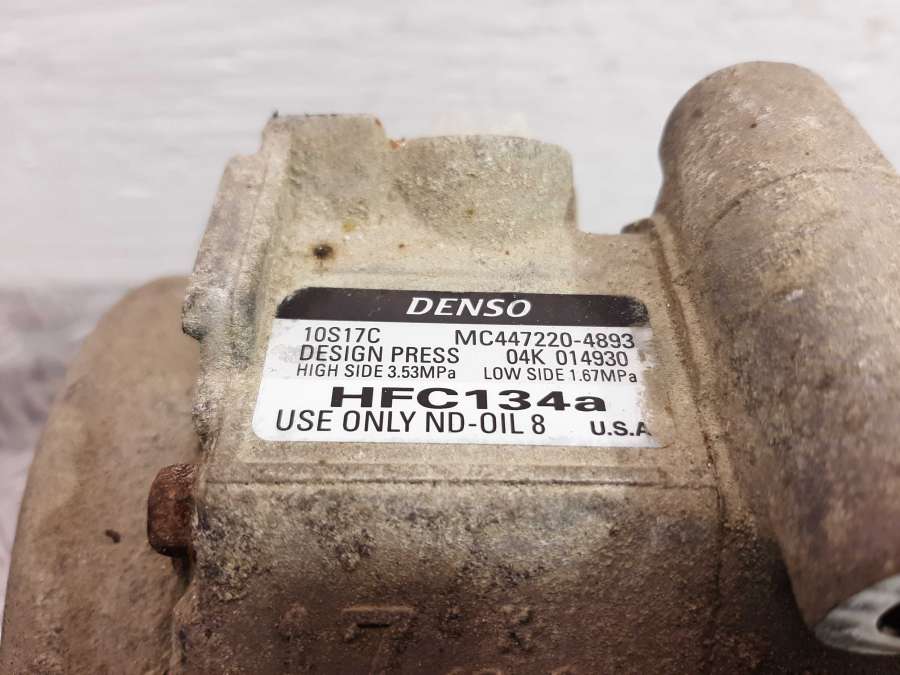 DENSO
10S17C MC447220-4893
DESIGN PRESS 04K 014930
HIGH SIDE 3.53MPa LOW SIDE 1.67MPa
HFC134a
USE ONLY ND-OIL 8 U.S.A